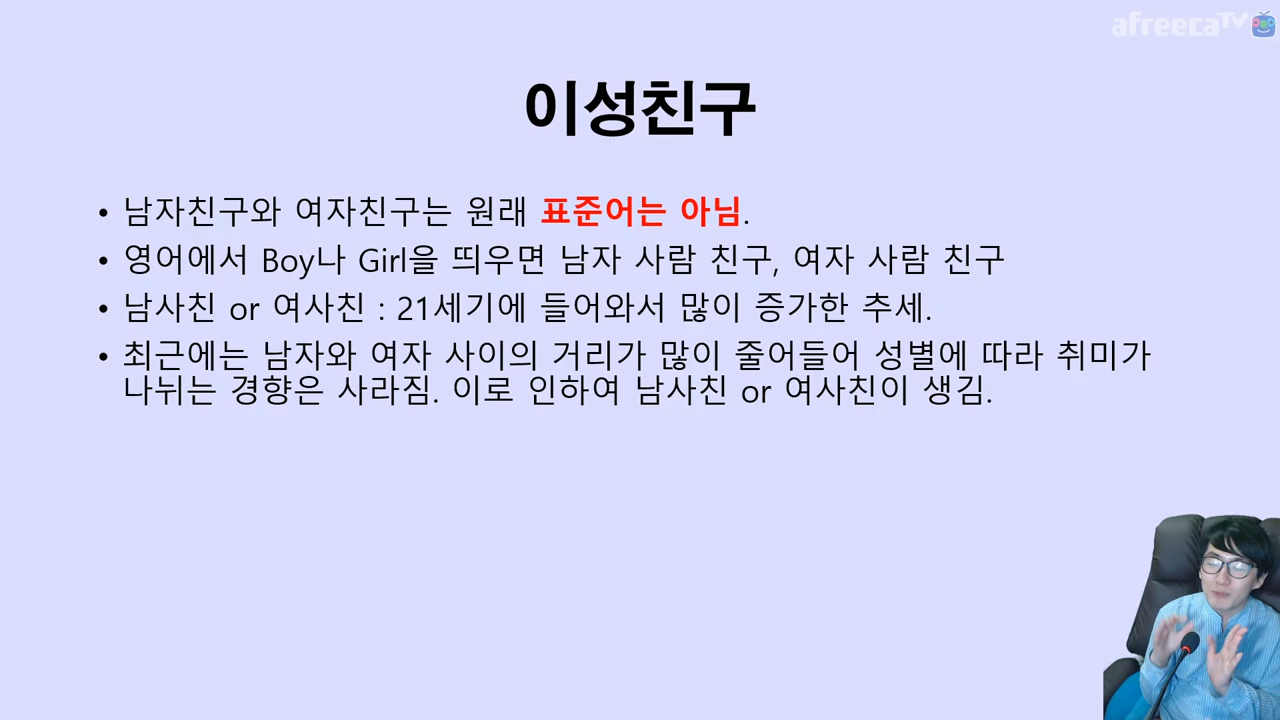 afreecaTV
이성친구
• 남자친구와 여자친구는 원래 표준어는 아님.
• 영어에서 Boy나 Girl을 띄우면 남자 사람 친구, 여자 사람 친구
• 남사친 or 여사친 : 21세기에 들어와서 많이 증가한 추세.
• 최근에는 남자와 여자 사이의 거리가 많이 줄어들어 성별에 따라 취미가
나뉘는 경향은 사라짐. 이로 인하여 남사친 or 여사친이 생김.